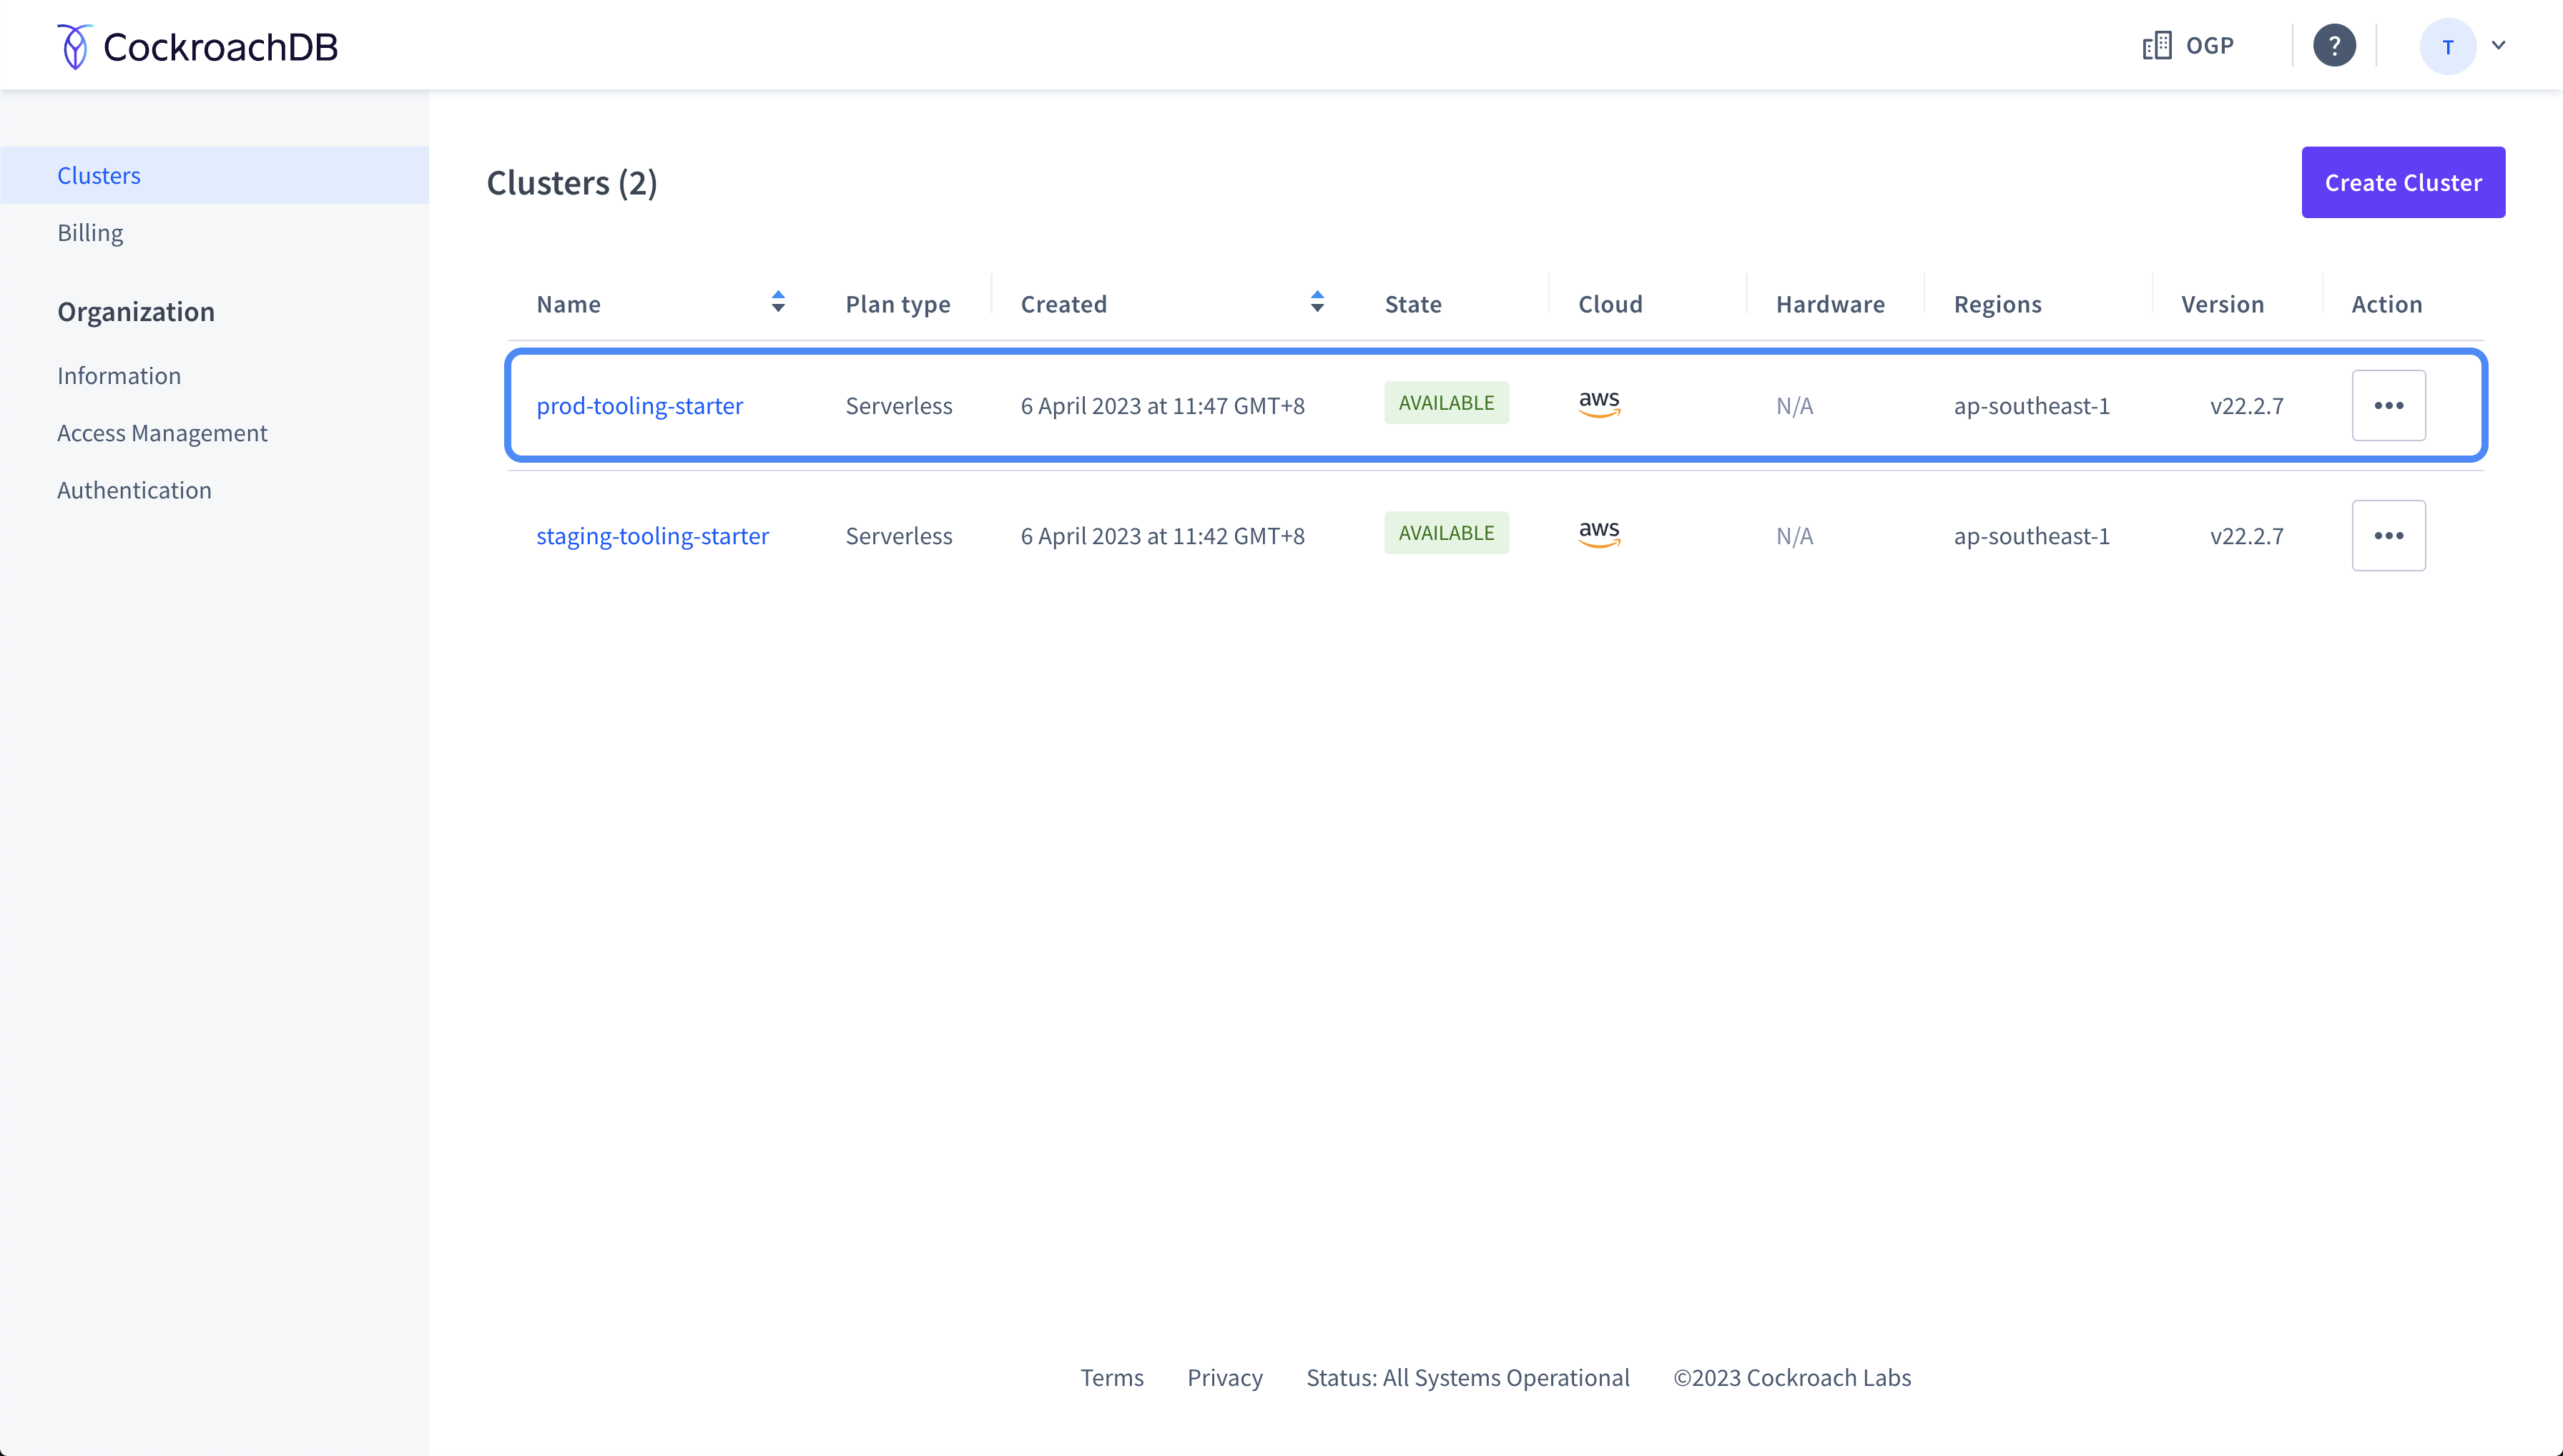 CockroachDB
OGP
?
T
Clusters
Billing
Organization
Information
Access Management
Authentication
Clusters (2)
Create Cluster
Name Plan type Created State Cloud Hardware Regions Version Action
prod-tooling-starter Serverless 6 April 2023 at 11:47 GMT+8 AVAILABLE aws N/A ap-southeast-1 v22.2.7
staging-tooling-starter Serverless 6 April 2023 at 11:42 GMT+8 AVAILABLE aws N/A ap-southeast-1 v22.2.7
Terms Privacy Status: All Systems Operational ©2023 Cockroach Labs